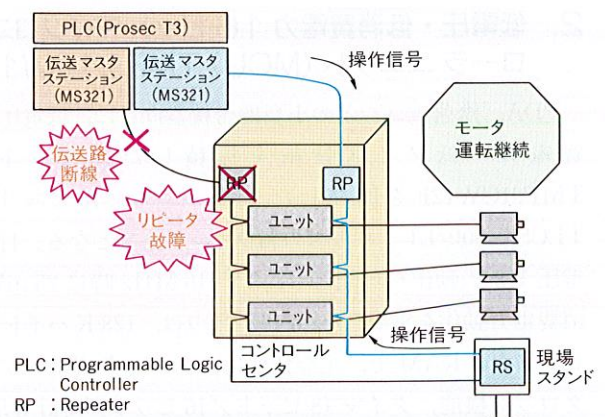 PLC(Prosec T3)
伝送マスタ
ステーション
(MS321)
伝送マスタ
ステーション
(MS321)
操作信号
伝送路
断線
モータ
運転継続
RP
RP
リピータ
故障
ユニット
ユニット
ユニット
操作信号
コントロール
センタ
RS
現場
スタンド
PLC：Programmable Logic
Controller
RP ：Repeater